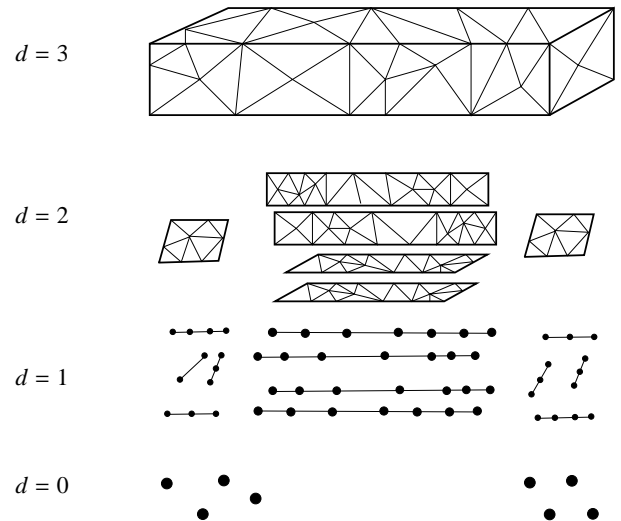 d = 3
d = 2
d = 1
d = 0